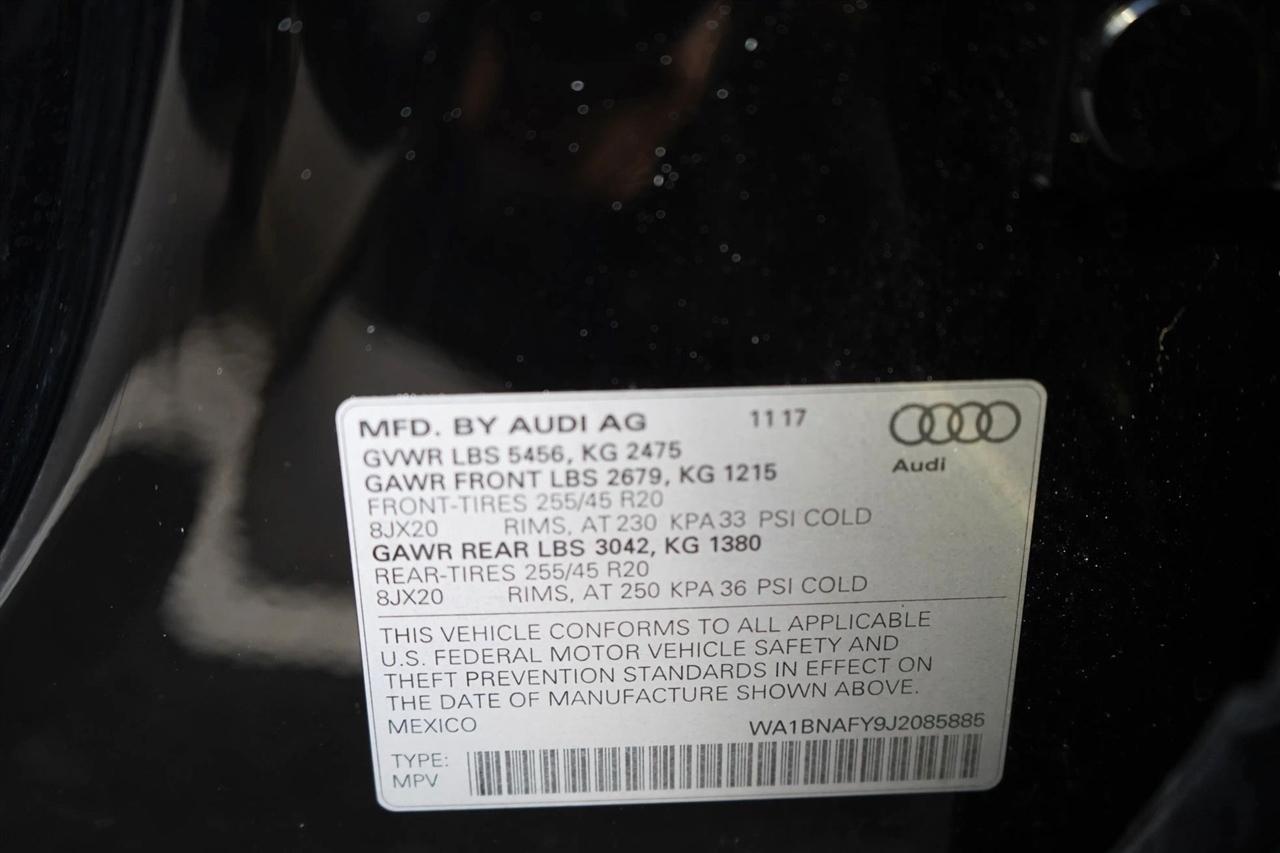 MFD. BY AUDI AG 11 17
GVWR LBS 5456, KG 2475
GAWR FRONT LBS 2679, KG 1215
FRONT-TIRES 255/45 R20
8JX20 RIMS, AT 230 KPA 33 PSI COLD
GAWR REAR LBS 3042, KG 1380
REAR-TIRES 255/45 R20
8JX20 RIMS, AT 250 KPA 36 PSI COLD
Audi
THIS VEHICLE CONFORMS TO ALL APPLICABLE
U.S. FEDERAL MOTOR VEHICLE SAFETY AND
THEFT PREVENTION STANDARDS IN EFFECT ON
THE DATE OF MANUFACTURE SHOWN ABOVE.
MEXICO WA1BNAFY9J2085885
TYPE:
MPV